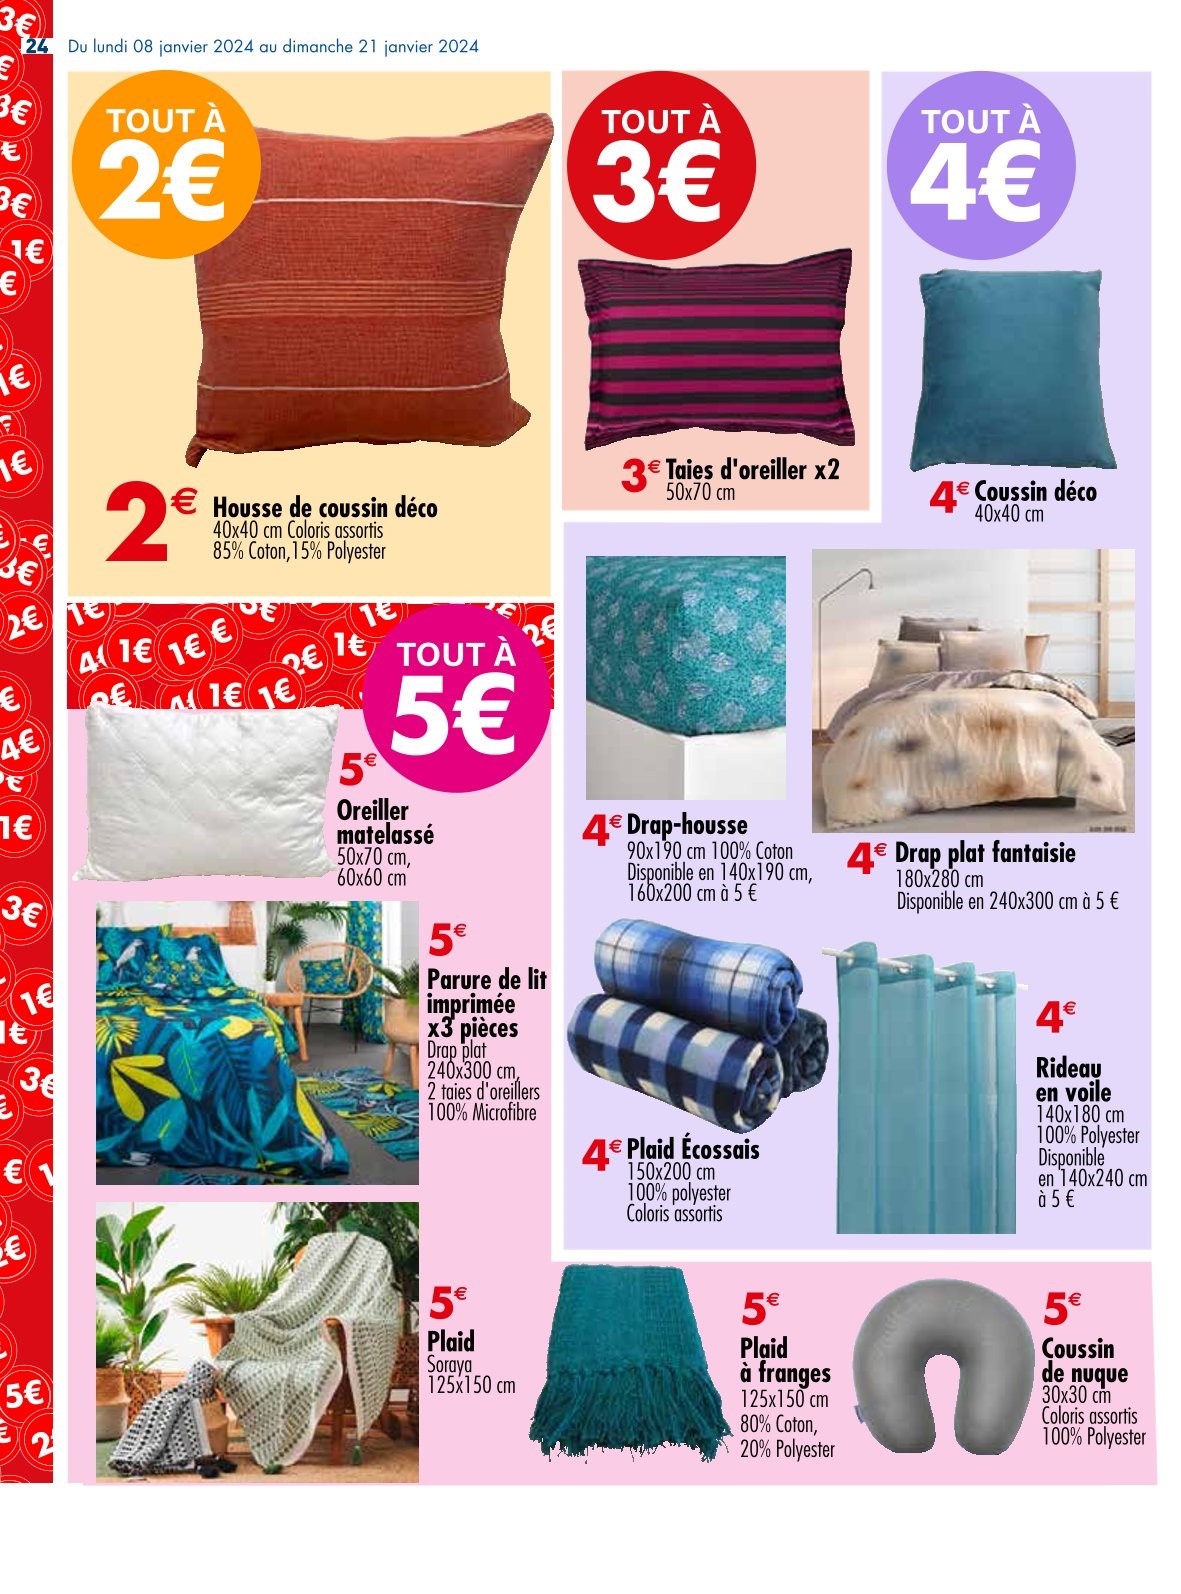 24 Du lundi 08 janvier 2024 au dimanche 21 janvier 2024
TOUT À
2€
2€
Housse de coussin déco
40x40 cm Coloris assortis
85% Coton,15% Polyester
TOUT À
3€
3€ Taies d'oreiller x2
50x70 cm
TOUT À
4€
4€ Coussin déco
40x40 cm
4€ Drap-housse
90x190 cm 100% Coton
Disponible en 140x190 cm,
160x200 cm à 5 €
4€ Drap plat fantaisie
180x280 cm
Disponible en 240x300 cm à 5 €
4€ Plaid Écossais
150x200 cm
100% polyester
Coloris assortis
4€
Rideau
en voile
140x180 cm
100% Polyester
Disponible
en 140x240 cm
à 5 €
TOUT À
5€
5€
Oreiller
matelassé
50x70 cm,
60x60 cm
5€
Parure de lit
imprimée
x3 pièces
Drap plat
240x300 cm,
2 taies d'oreillers
100% Microfibre
5€
Plaid
Soraya
125x150 cm
5€
Plaid
à franges
125x150 cm
80% Coton,
20% Polyester
5€
Coussin
de nuque
30x30 cm
Coloris assortis
100% Polyester